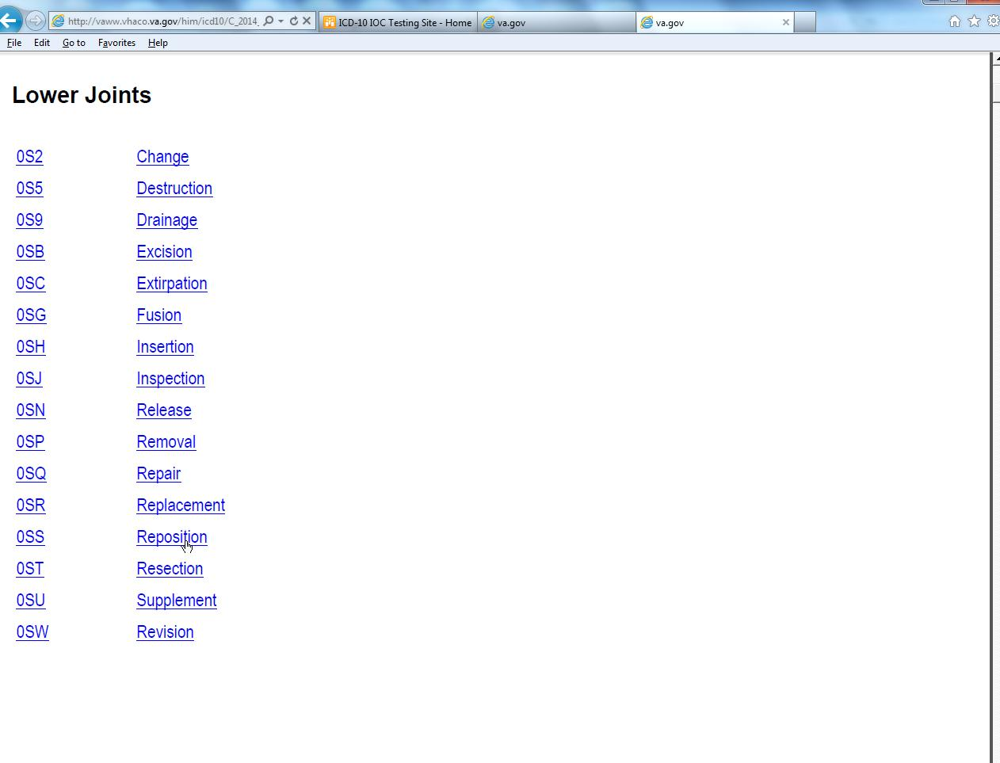 http://vaww.vhaco.va.gov/him/icd10/C_2014_
ICD-10 IOC Testing Site - Home
va.gov
va.gov
File Edit Go to Favorites Help
Lower Joints
0S2 Change
0S5 Destruction
0S9 Drainage
0SB Excision
0SC Extirpation
0SG Fusion
0SH Insertion
0SJ Inspection
0SN Release
0SP Removal
0SQ Repair
0SR Replacement
0SS Reposition
0ST Resection
0SU Supplement
0SW Revision